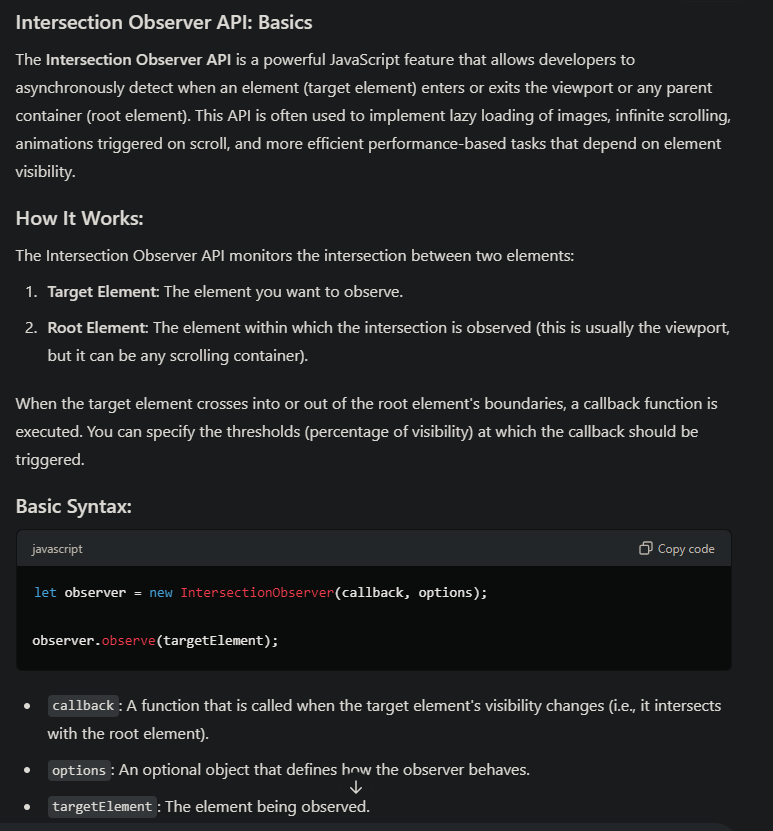 Intersection Observer API: Basics
The Intersection Observer API is a powerful JavaScript feature that allows developers to
asynchronously detect when an element (target element) enters or exits the viewport or any parent
container (root element). This API is often used to implement lazy loading of images, infinite scrolling,
animations triggered on scroll, and more efficient performance-based tasks that depend on element
visibility.
How It Works:
The Intersection Observer API monitors the intersection between two elements:
1. Target Element: The element you want to observe.
2. Root Element: The element within which the intersection is observed (this is usually the viewport,
but it can be any scrolling container).
When the target element crosses into or out of the root element's boundaries, a callback function is
executed. You can specify the thresholds (percentage of visibility) at which the callback should be
triggered.
Basic Syntax:
javascript Copy code
let observer = new IntersectionObserver(callback, options);
observer.observe(targetElement);
• callback: A function that is called when the target element's visibility changes (i.e., it intersects
with the root element).
• options: An optional object that defines how the observer behaves.
• targetElement: The element being observed.